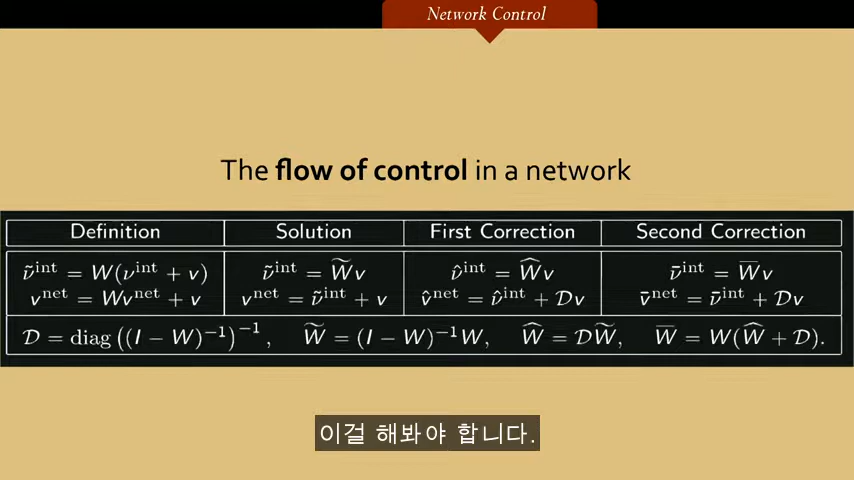 Network Control
The flow of control in a network
Definition Solution First Correction Second Correction
ṽ^int = W(ν^int + v) ṽ^int = W̃v ν̂^int = Ŵv ν̄^int = W̄v
v^net = Wv^net + v v^net = ṽ^int + v v̂^net = ν̂^int + 𝒟v v̄^net = ν̄^int + 𝒟v
𝒟 = diag((I − W)^−1)^−1, W̃ = (I − W)^−1W, Ŵ = 𝒟W̃, W̄ = W(Ŵ + 𝒟).
이걸 해봐야 합니다.